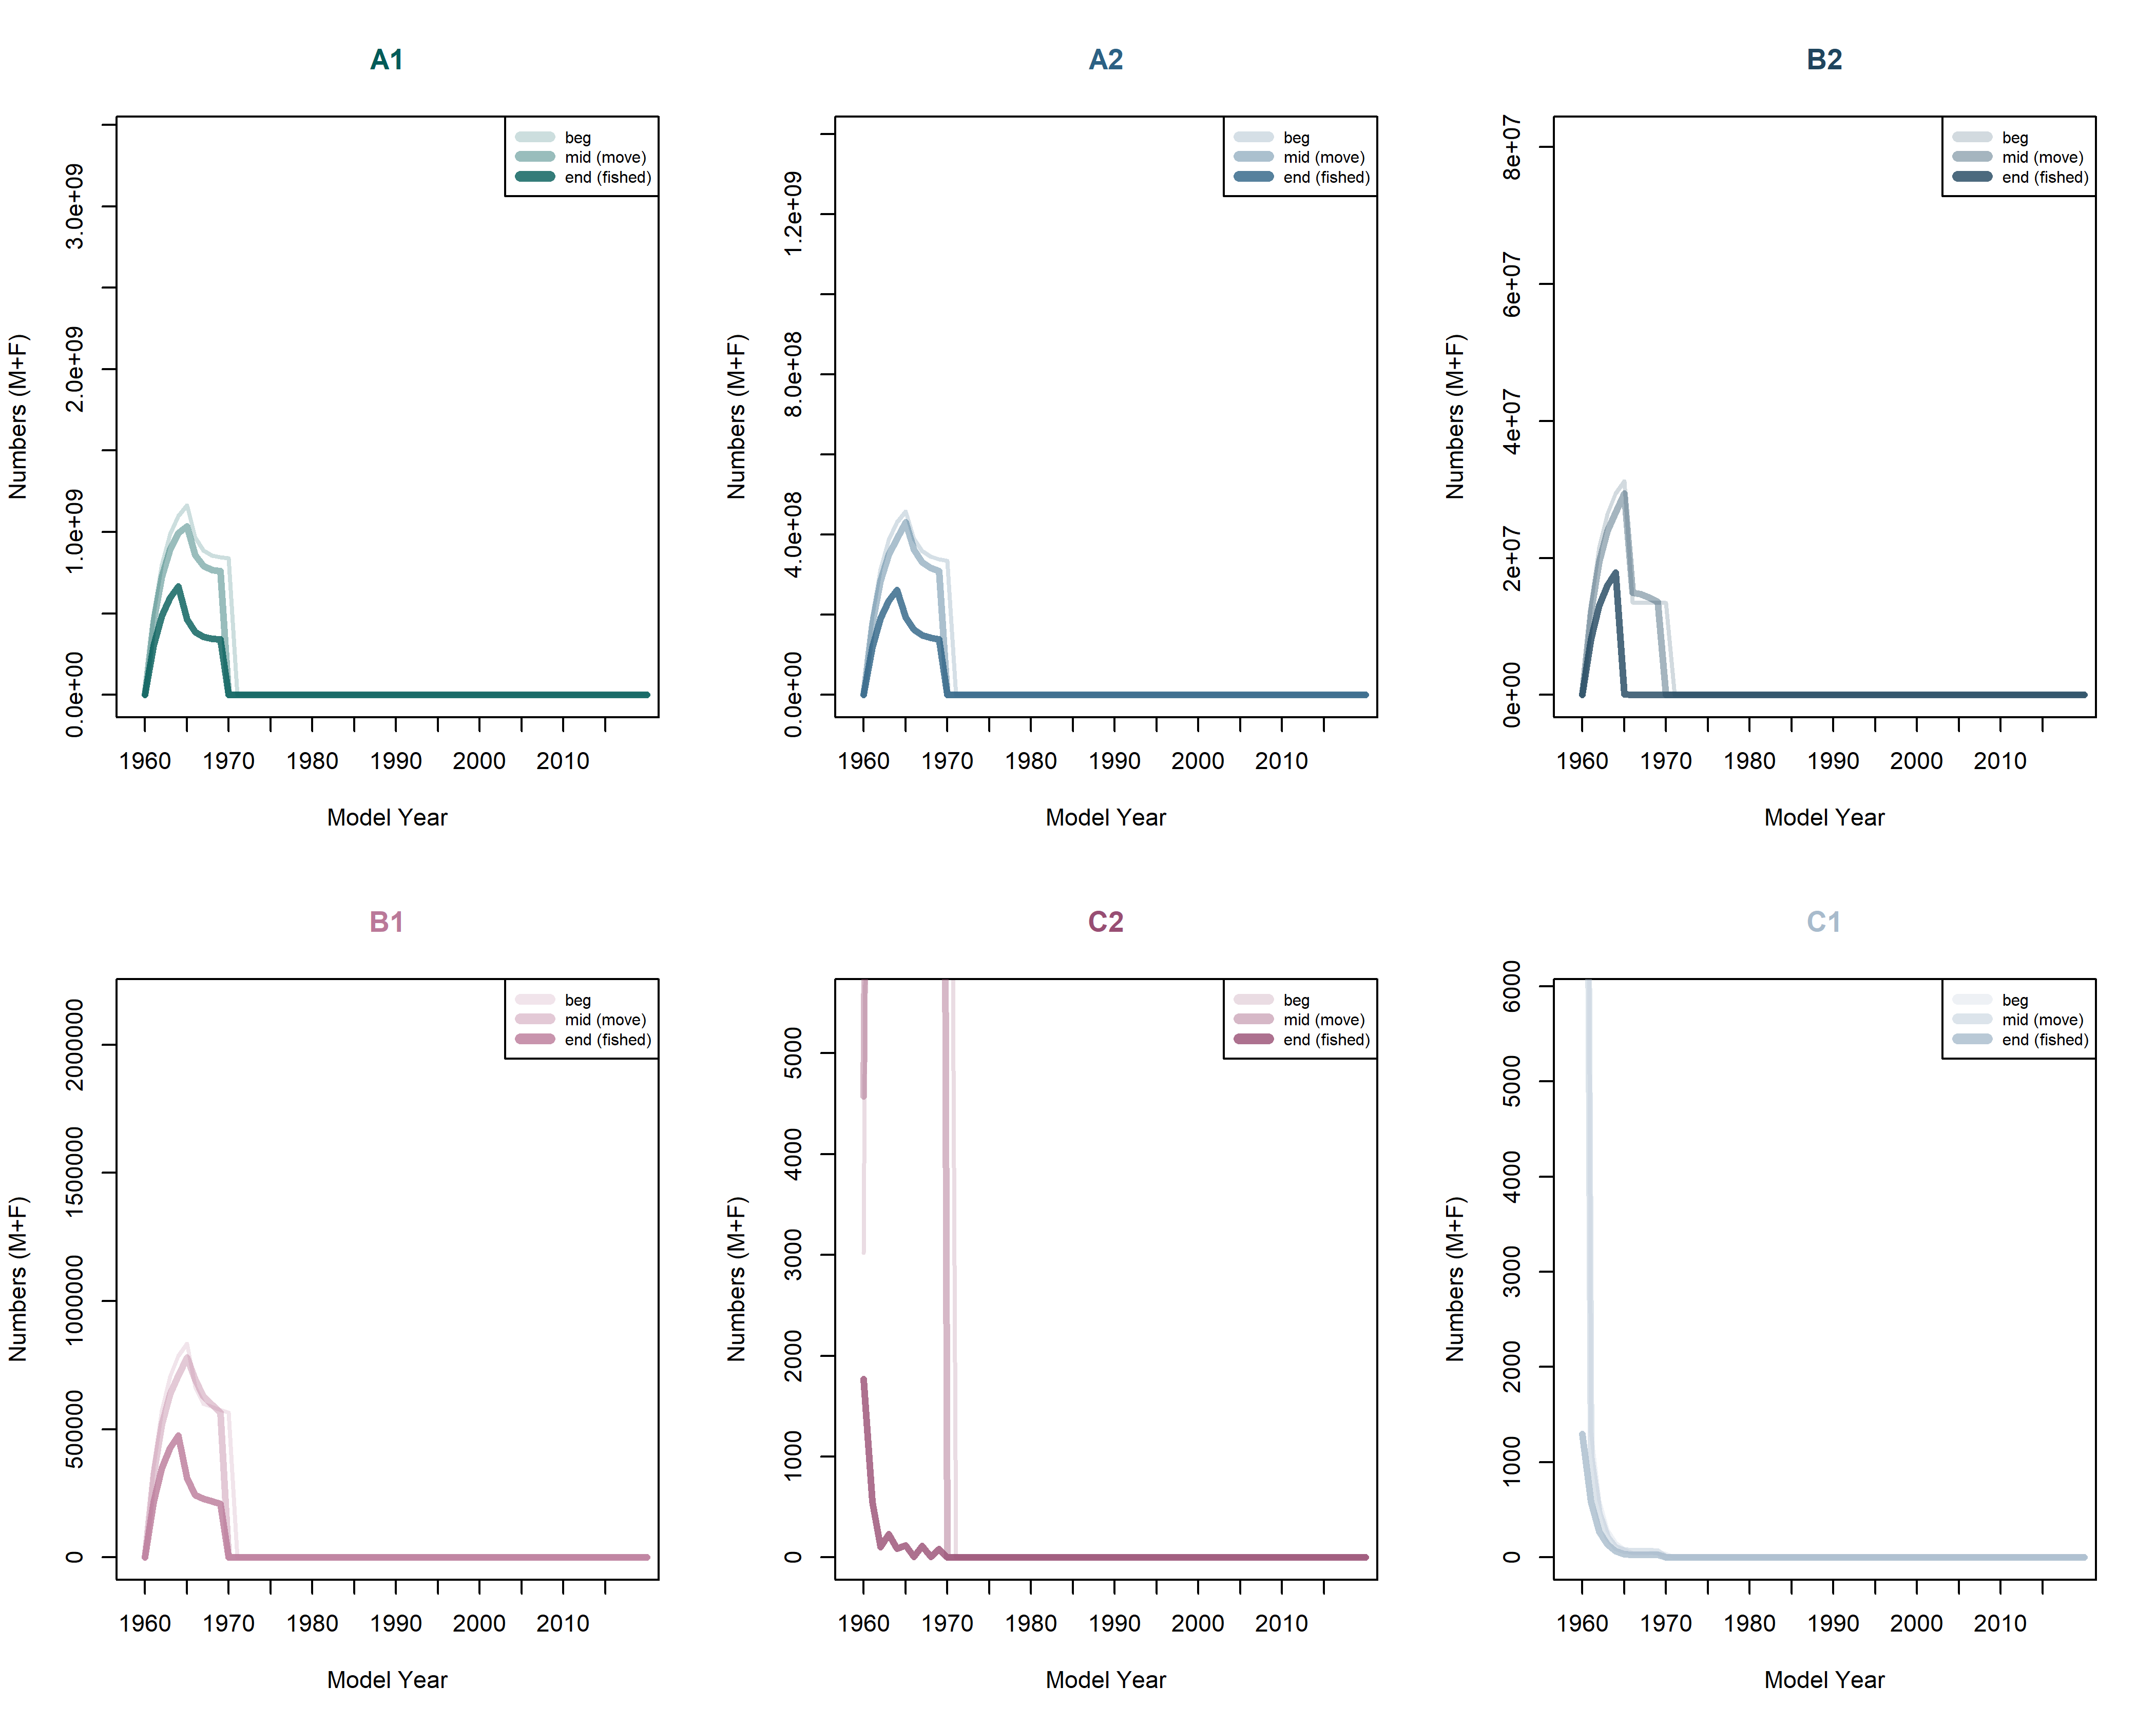 A1
beg
mid (move)
end (fished)
Numbers (M+F)
0.0e+00 1.0e+09 2.0e+09 3.0e+09
1960 1970 1980 1990 2000 2010
Model Year
A2
beg
mid (move)
end (fished)
Numbers (M+F)
0.0e+00 4.0e+08 8.0e+08 1.2e+09
1960 1970 1980 1990 2000 2010
Model Year
B2
beg
mid (move)
end (fished)
Numbers (M+F)
0e+00 2e+07 4e+07 6e+07 8e+07
1960 1970 1980 1990 2000 2010
Model Year
B1
beg
mid (move)
end (fished)
Numbers (M+F)
0 500000 1000000 1500000 2000000
1960 1970 1980 1990 2000 2010
Model Year
C2
beg
mid (move)
end (fished)
Numbers (M+F)
0 1000 2000 3000 4000 5000
1960 1970 1980 1990 2000 2010
Model Year
C1
beg
mid (move)
end (fished)
Numbers (M+F)
0 1000 2000 3000 4000 5000 6000
1960 1970 1980 1990 2000 2010
Model Year